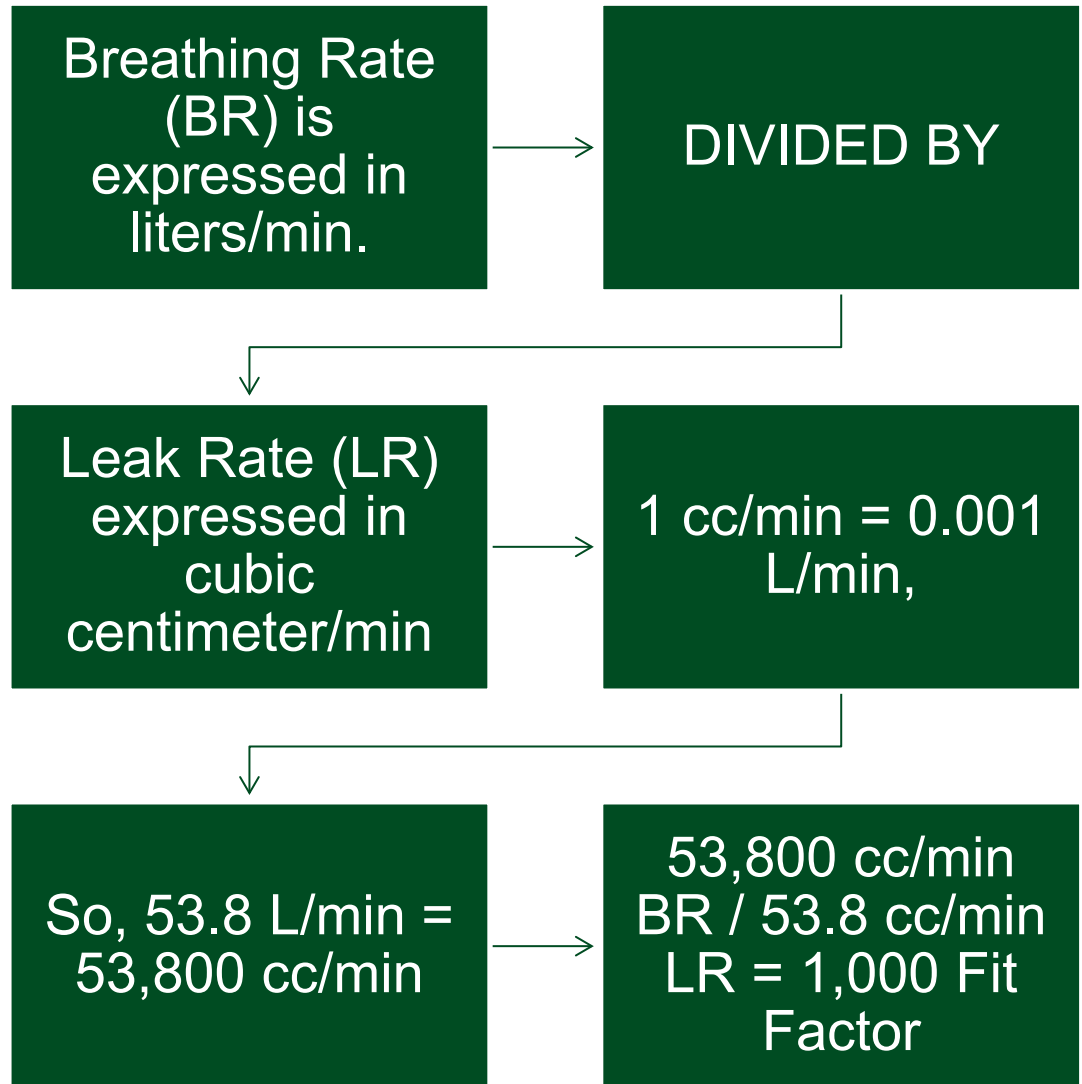 Breathing Rate
(BR) is
expressed in
liters/min.
DIVIDED BY
Leak Rate (LR)
expressed in
cubic
centimeter/min
1 cc/min = 0.001
L/min,
So, 53.8 L/min =
53,800 cc/min
53,800 cc/min
BR / 53.8 cc/min
LR = 1,000 Fit
Factor